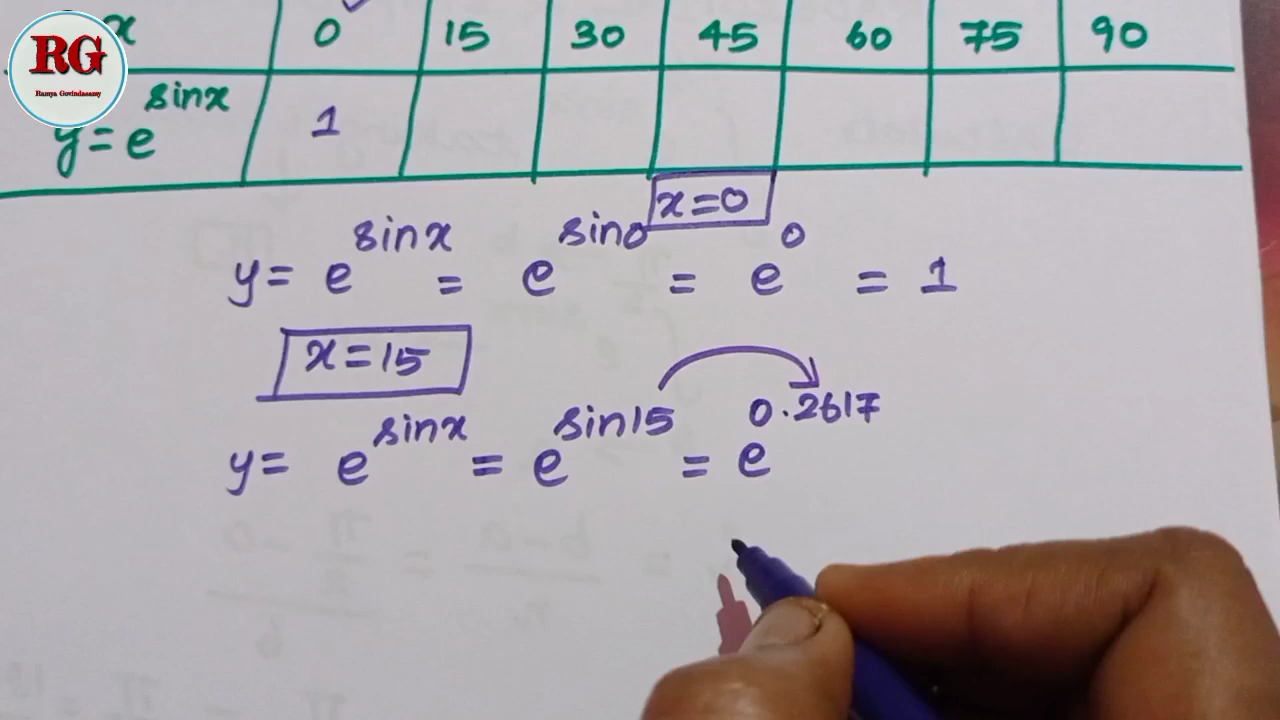 RG
Ramya Govindasamy
x 0 15 30 45 60 75 90
y = e^sinx 1
x=0
y = e^sinx = e^sin0 = e^0 = 1
x=15
y = e^sinx = e^sin15 = e^0.2617